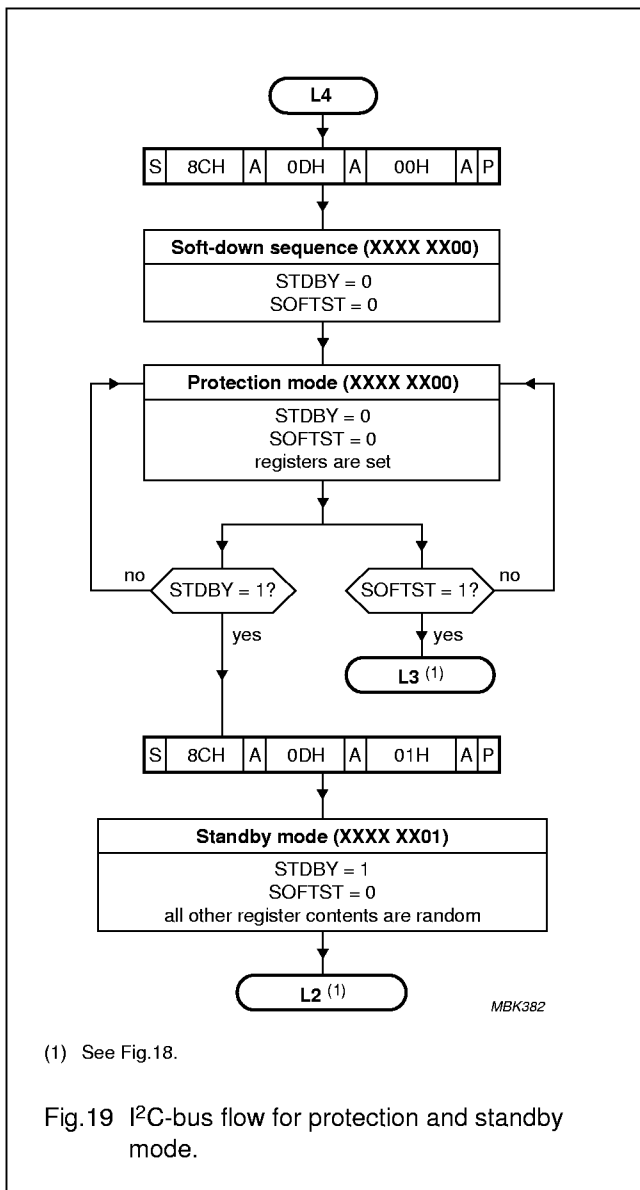 L4
S 8CH A 0DH A 00H A P
Soft-down sequence (XXXX XX00)
STDBY = 0
SOFTST = 0
Protection mode (XXXX XX00)
STDBY = 0
SOFTST = 0
registers are set
no STDBY = 1? SOFTST = 1? no
yes yes
L3 (1)
S 8CH A 0DH A 01H A P
Standby mode (XXXX XX01)
STDBY = 1
SOFTST = 0
all other register contents are random
L2 (1)
MBK382
(1) See Fig.18.
Fig.19 I²C-bus flow for protection and standby
mode.